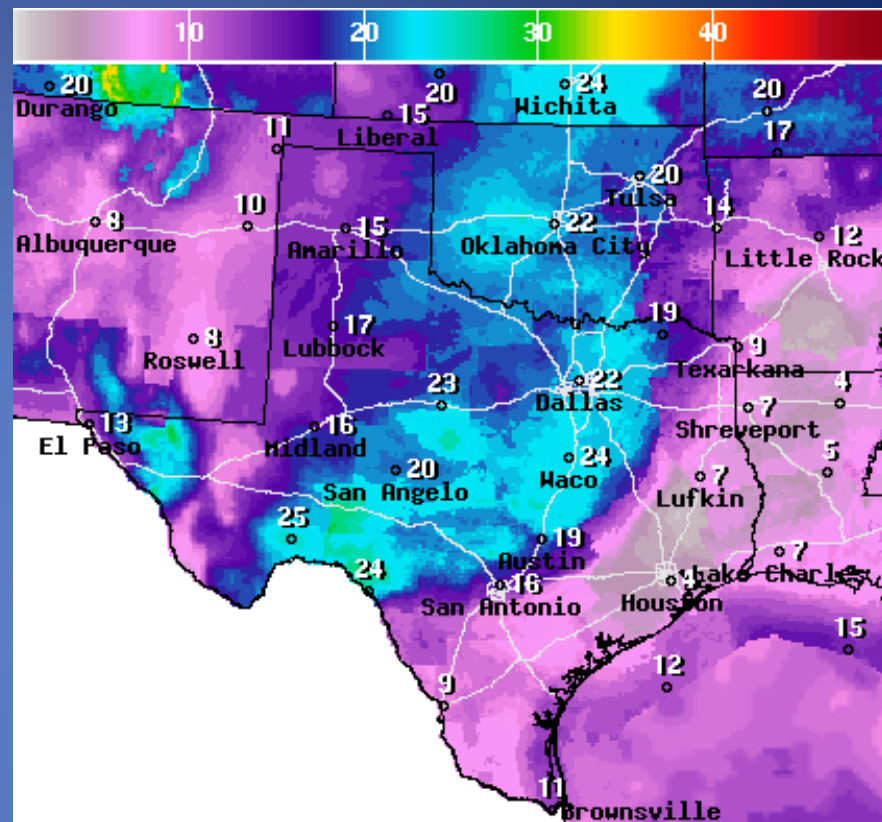 10 20 30 40
20 20 24 20
Durango 15 Wichita
Liberal
11 17
20
Tulsa
8 10 15 22 14 12
Albuquerque Amarillo Oklahoma City Little Rock
8 17 19
Roswell Lubbock 9
Texarkana
22
Dallas
23 7 4
13 16 Shreveport
El Paso Midland
24 5
20 Waco 7
San Angelo Lufkin
25 19 7
Austin
24 16 4 Lake Charles
San Antonio Houston
15
12
9
11
Brownsville